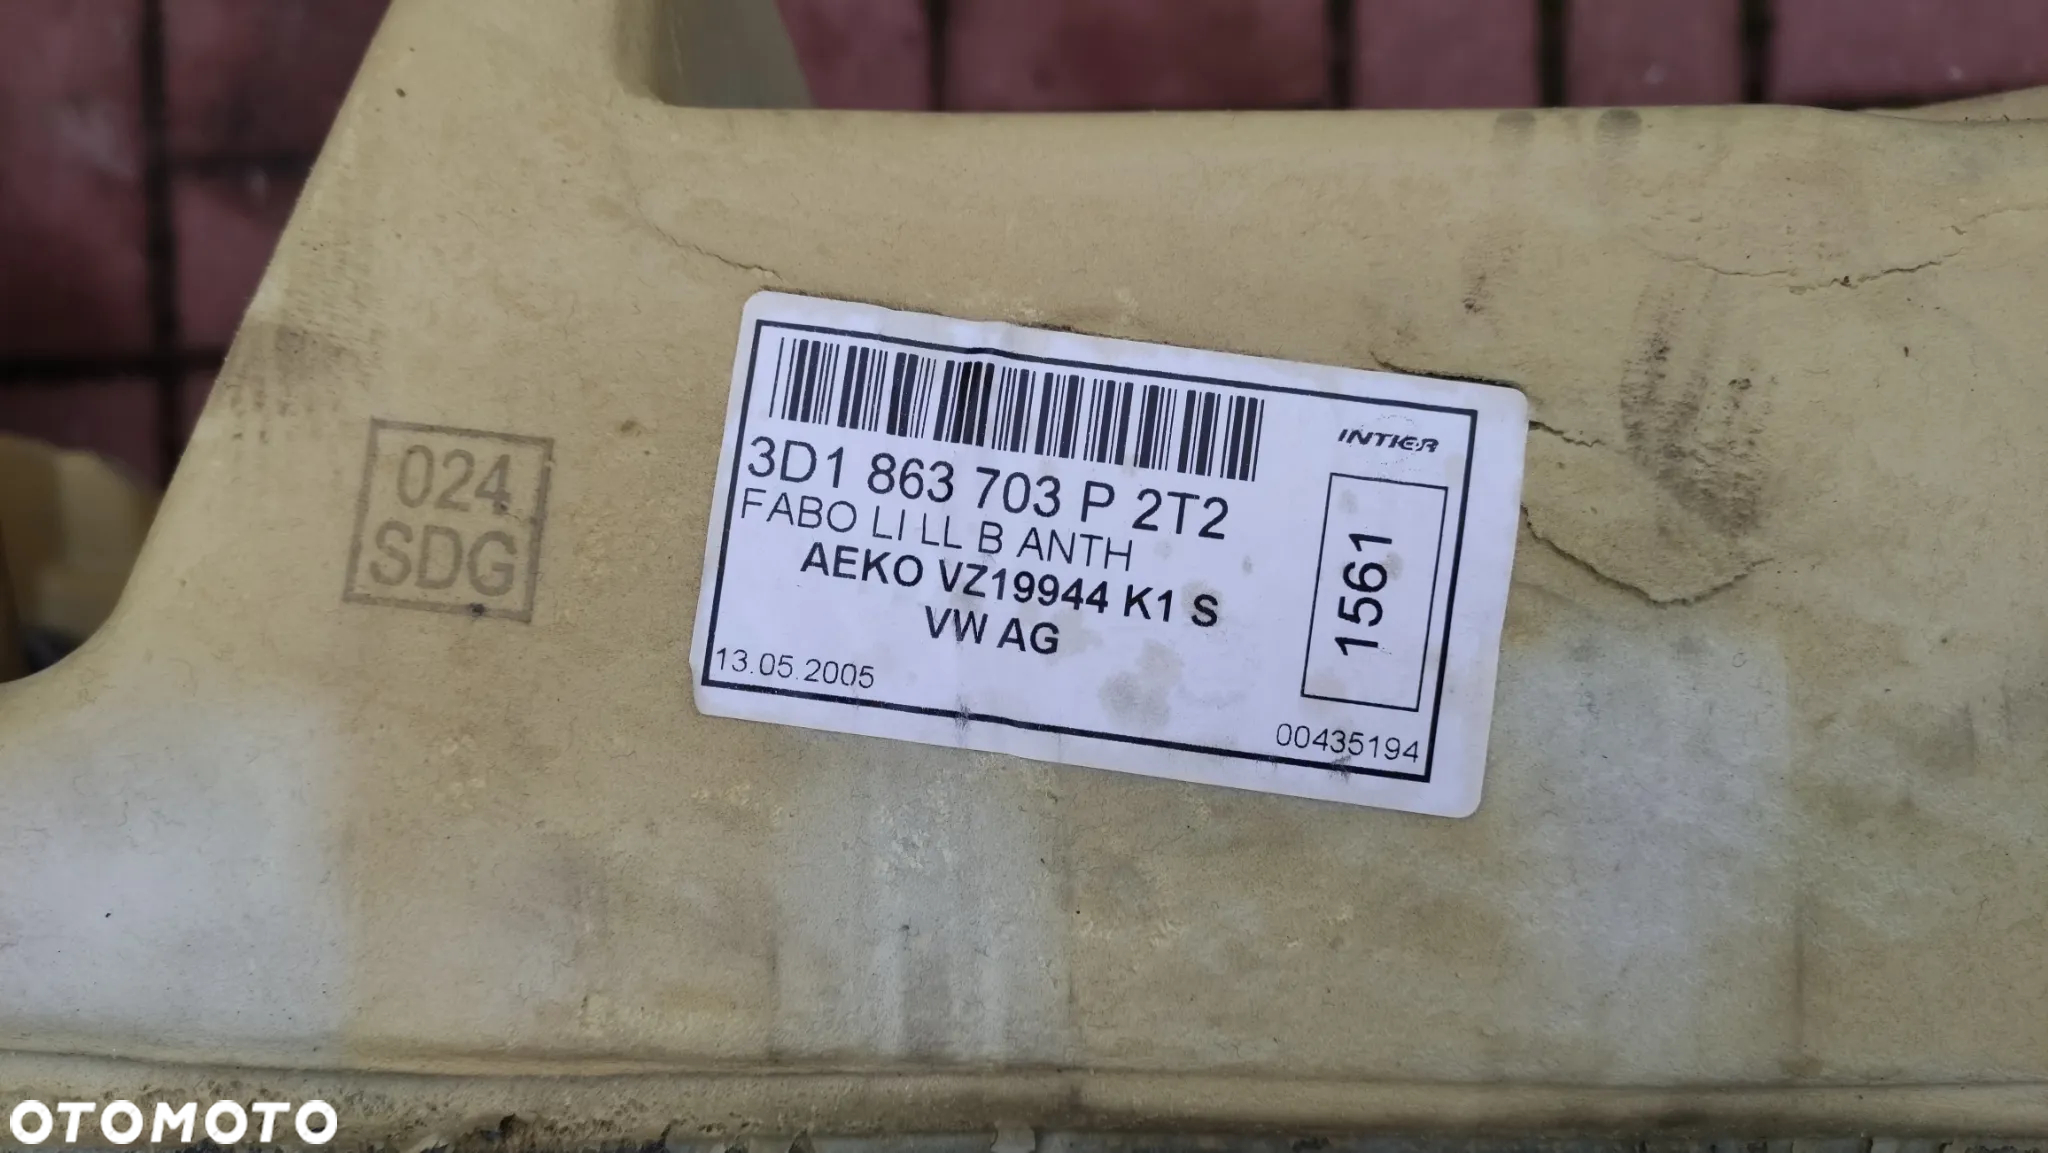 024
SDG
INTIER
3D1 863 703 P 2T2
FABO LI LL B ANTH
AEKO VZ19944 K1 S
VW AG
13.05.2005
1561
00435194
OTOMOTO